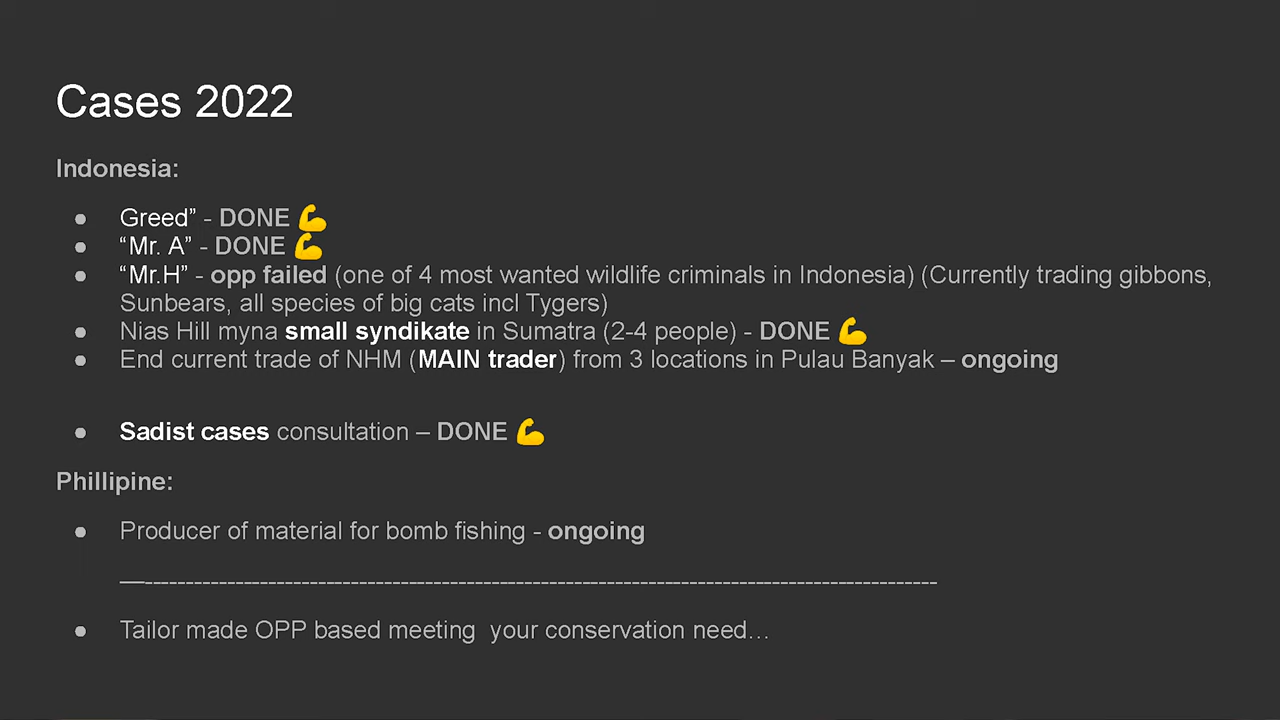 Cases 2022
Indonesia:
● Greed” - DONE 💪
● “Mr. A” - DONE 💪
● “Mr.H” - opp failed (one of 4 most wanted wildlife criminals in Indonesia) (Currently trading gibbons,
Sunbears, all species of big cats incl Tygers)
● Nias Hill myna small syndikate in Sumatra (2-4 people) - DONE 💪
● End current trade of NHM (MAIN trader) from 3 locations in Pulau Banyak – ongoing
● Sadist cases consultation – DONE 💪
Phillipine:
● Producer of material for bomb fishing - ongoing
—--------------------------------------------------------------------------------------------------
● Tailor made OPP based meeting  your conservation need…